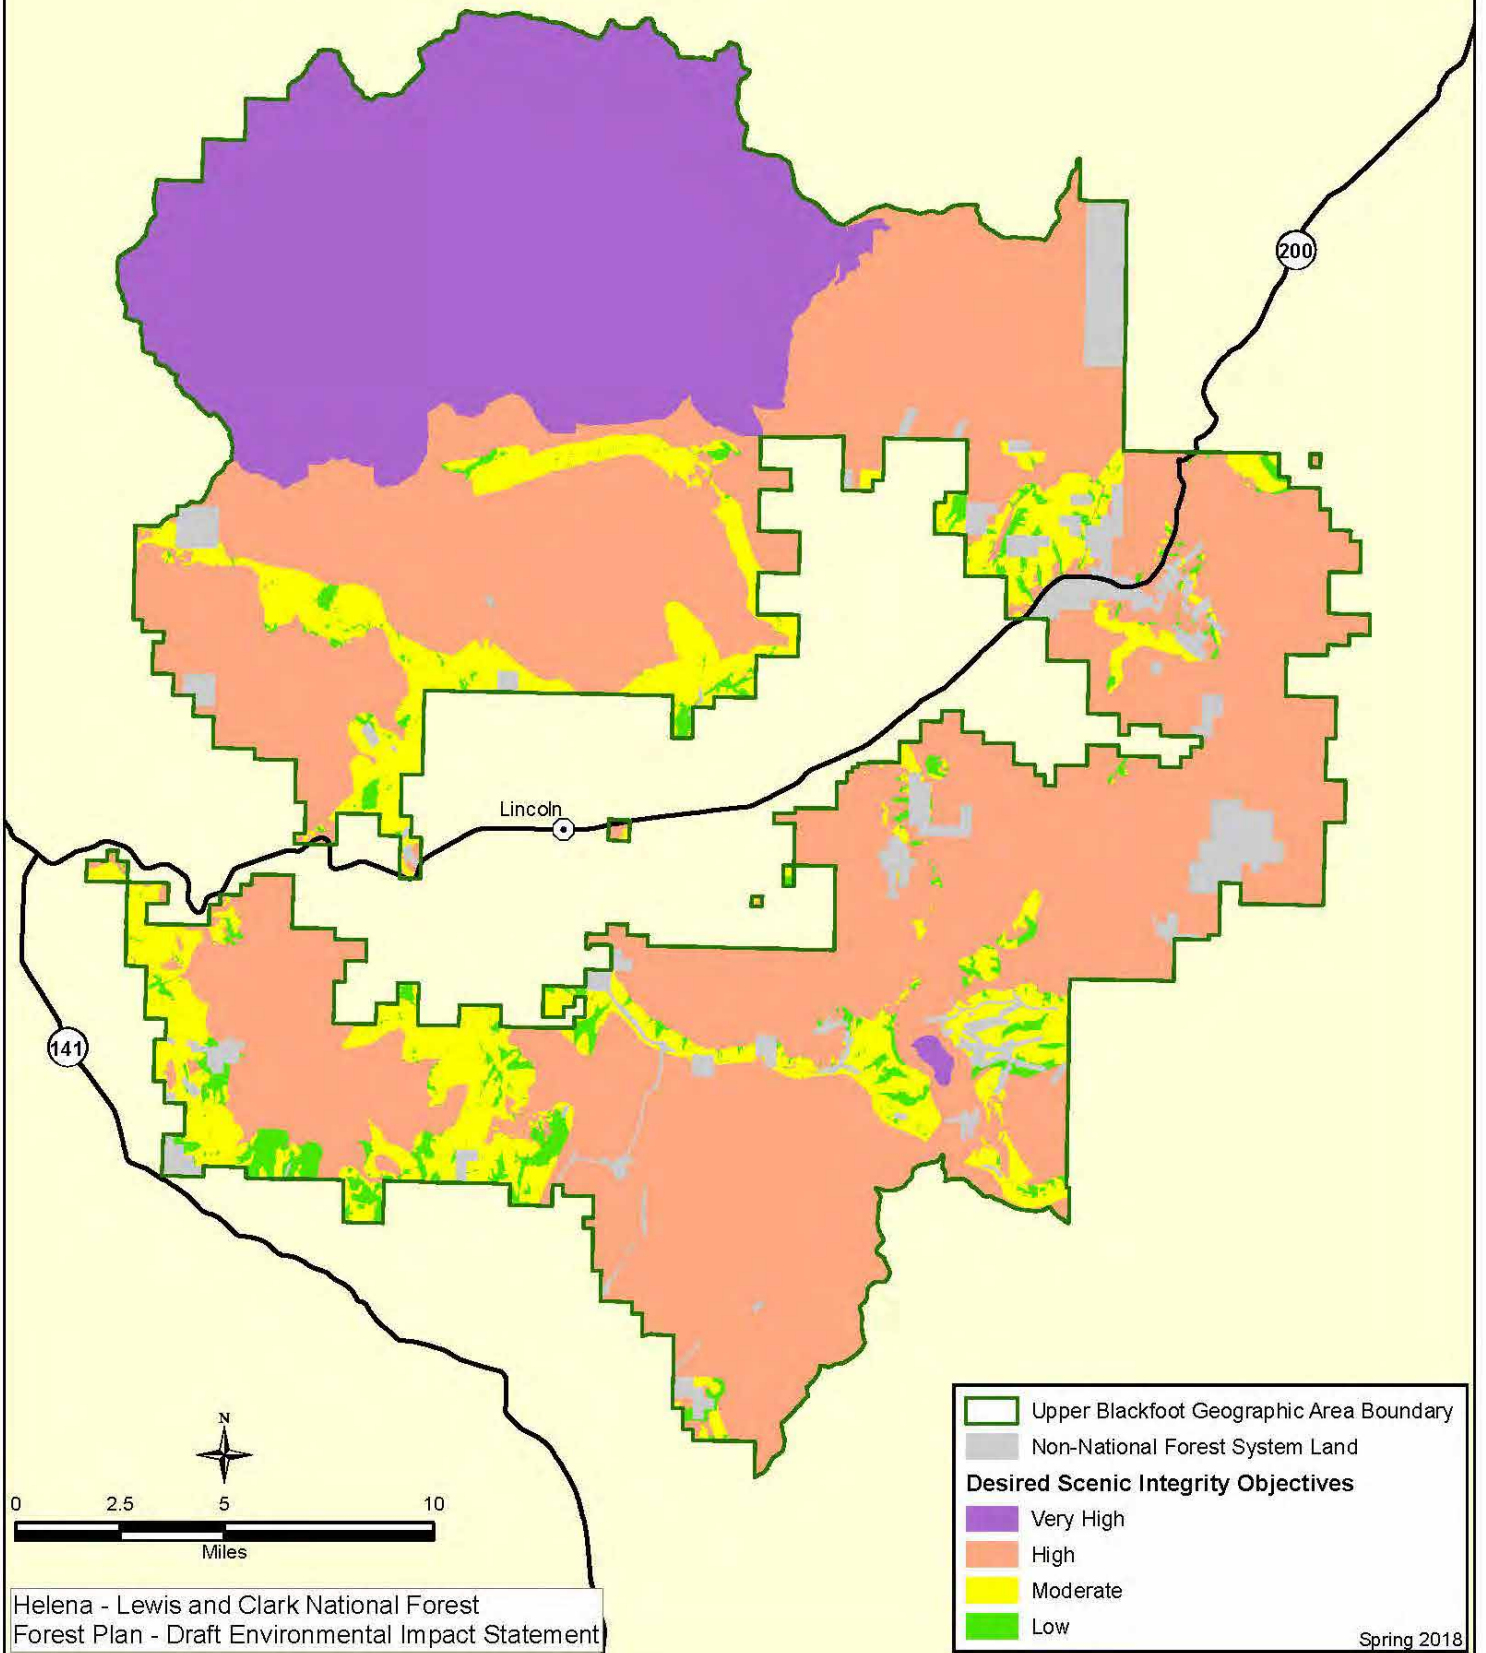 200
Lincoln
141
N
0 2.5 5 10
Miles
Helena - Lewis and Clark National Forest
Forest Plan - Draft Environmental Impact Statement
Upper Blackfoot Geographic Area Boundary
Non-National Forest System Land
Desired Scenic Integrity Objectives
Very High
High
Moderate
Low
Spring 2018